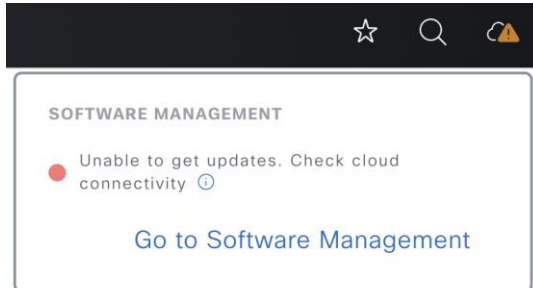 SOFTWARE MANAGEMENT
Unable to get updates. Check cloud
connectivity
Go to Software Management